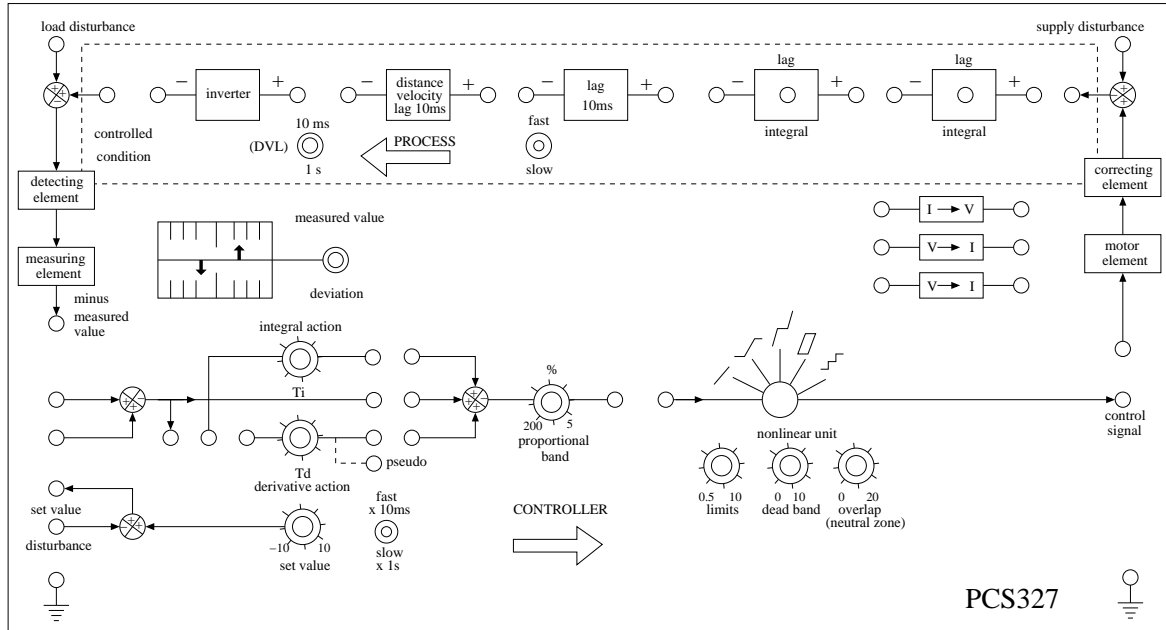 load disturbance
supply disturbance
lag
lag
− + − + − + − + − +
inverter
distance
velocity
lag 10ms
lag
10ms
integral
integral
controlled
condition
10 ms
(DVL)
1 s
PROCESS
fast
slow
detecting
element
correcting
element
measured value
I V
measuring
element
V I
motor
element
deviation
V I
minus
measured
value
integral action
Ti
%
200 5
proportional
band
control
signal
nonlinear unit
Td
derivative action
pseudo
0.5 10
limits
0 10
dead band
0 20
overlap
(neutral zone)
set value
disturbance
−10 10
set value
fast
x 10ms
slow
x 1s
CONTROLLER
PCS327